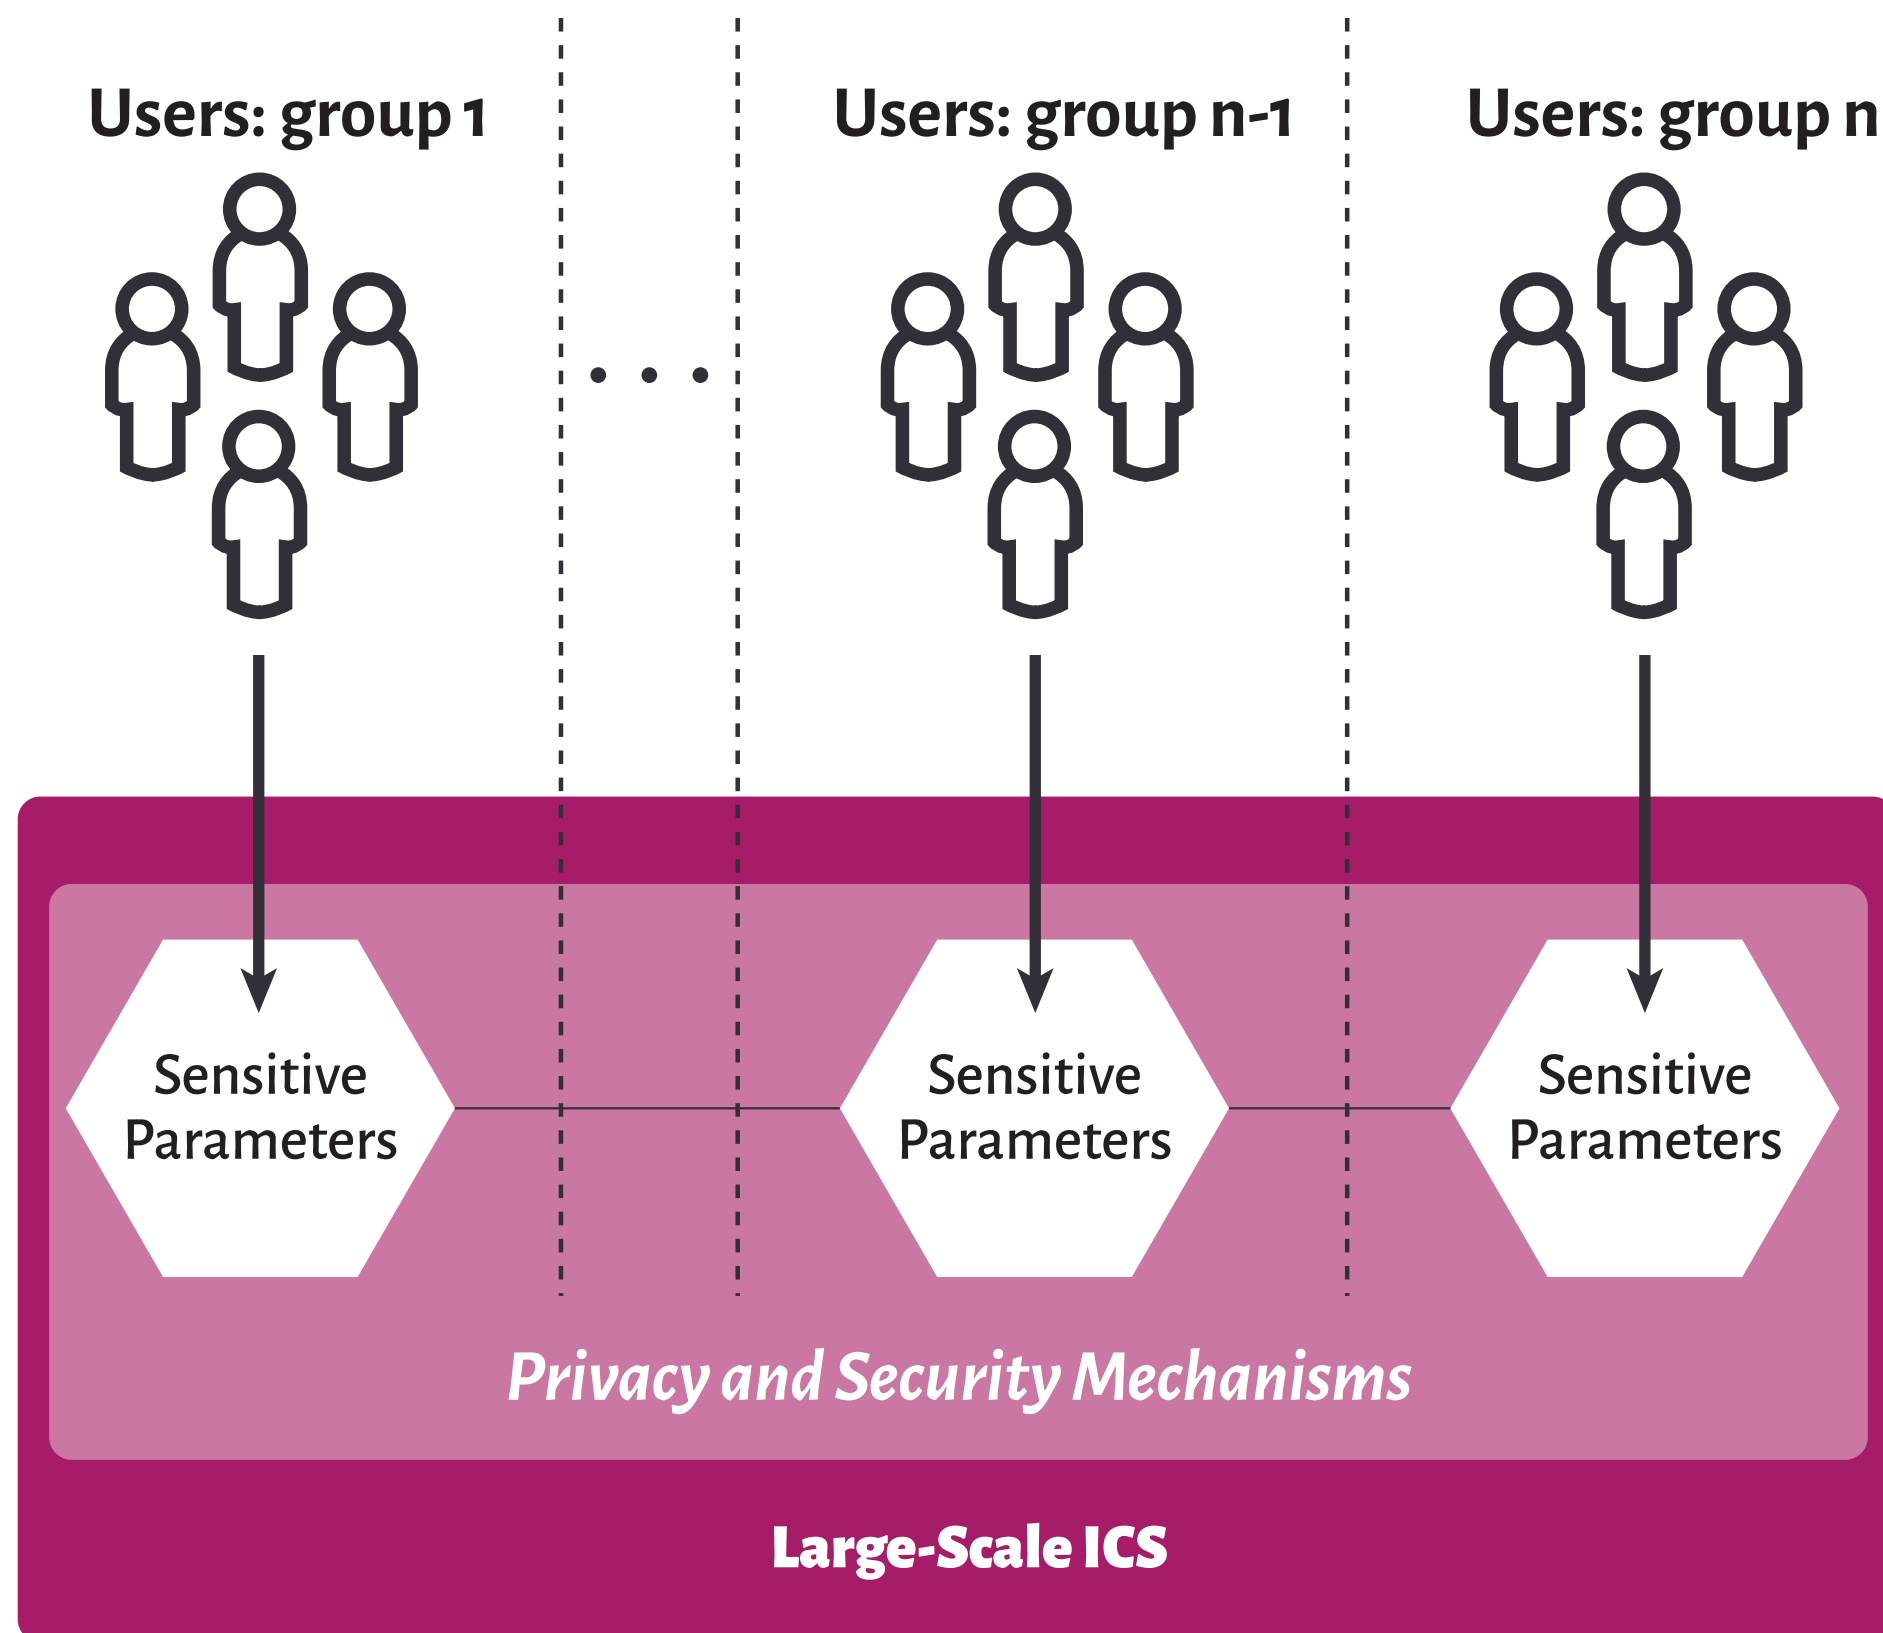 Users: group 1
Users: group n-1
Users: group n
Sensitive
Parameters
Sensitive
Parameters
Sensitive
Parameters
Privacy and Security Mechanisms
Large-Scale ICS